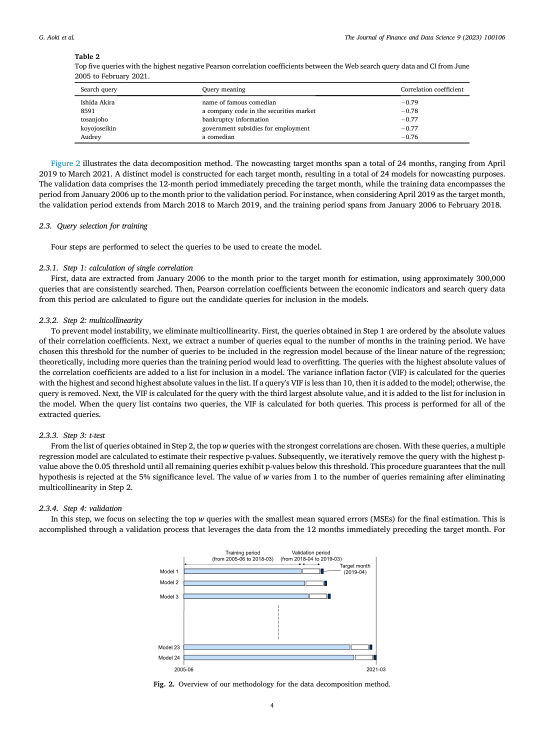 G. Aoki et al.
The Journal of Finance and Data Science 9 (2023) 100106
Table 2
Top five queries with the highest negative Pearson correlation coefficients between the Web search query data and CI from June
2005 to February 2021.
Search query Query meaning Correlation coefficient
Ishida Akira name of famous comedian −0.79
8591 a company code in the securities market −0.78
tosanjoho bankruptcy information −0.77
koyojoseikin government subsidies for employment −0.77
Audrey a comedian −0.76
Figure 2 illustrates the data decomposition method. The nowcasting target months span a total of 24 months, ranging from April
2019 to March 2021. A distinct model is constructed for each target month, resulting in a total of 24 models for nowcasting purposes.
The validation data comprises the 12-month period immediately preceding the target month, while the training data encompasses the
period from January 2006 up to the month prior to the validation period. For instance, when considering April 2019 as the target month,
the validation period extends from March 2018 to March 2019, and the training period spans from January 2006 to February 2018.
2.3. Query selection for training
Four steps are performed to select the queries to be used to create the model.
2.3.1. Step 1: calculation of single correlation
First, data are extracted from January 2006 to the month prior to the target month for estimation, using approximately 300,000
queries that are consistently searched. Then, Pearson correlation coefficients between the economic indicators and search query data
from this period are calculated to figure out the candidate queries for inclusion in the models.
2.3.2. Step 2: multicollinearity
To prevent model instability, we eliminate multicollinearity. First, the queries obtained in Step 1 are ordered by the absolute values
of their correlation coefficients. Next, we extract a number of queries equal to the number of months in the training period. We have
chosen this threshold for the number of queries to be included in the regression model because of the linear nature of the regression;
theoretically, including more queries than the training period would lead to overfitting. The queries with the highest absolute values of
the correlation coefficients are added to a list for inclusion in a model. The variance inflation factor (VIF) is calculated for the queries
with the highest and second highest absolute values in the list. If a query's VIF is less than 10, then it is added to the model; otherwise, the
query is removed. Next, the VIF is calculated for the query with the third largest absolute value, and it is added to the list for inclusion in
the model. When the query list contains two queries, the VIF is calculated for both queries. This process is performed for all of the
extracted queries.
2.3.3. Step 3: t-test
From the list of queries obtained in Step 2, the top w queries with the strongest correlations are chosen. With these queries, a multiple
regression model are calculated to estimate their respective p-values. Subsequently, we iteratively remove the query with the highest p-
value above the 0.05 threshold until all remaining queries exhibit p-values below this threshold. This procedure guarantees that the null
hypothesis is rejected at the 5% significance level. The value of w varies from 1 to the number of queries remaining after eliminating
multicollinearity in Step 2.
2.3.4. Step 4: validation
In this step, we focus on selecting the top w queries with the smallest mean squared errors (MSEs) for the final estimation. This is
accomplished through a validation process that leverages the data from the 12 months immediately preceding the target month. For
Training period
(from 2005-06 to 2018-03)
Validation period
(from 2018-04 to 2019-03)
Target month
(2019-04)
Model 1
Model 2
Model 3
Model 23
Model 24
2005-06
2021-03
Fig. 2. Overview of our methodology for the data decomposition method.
4